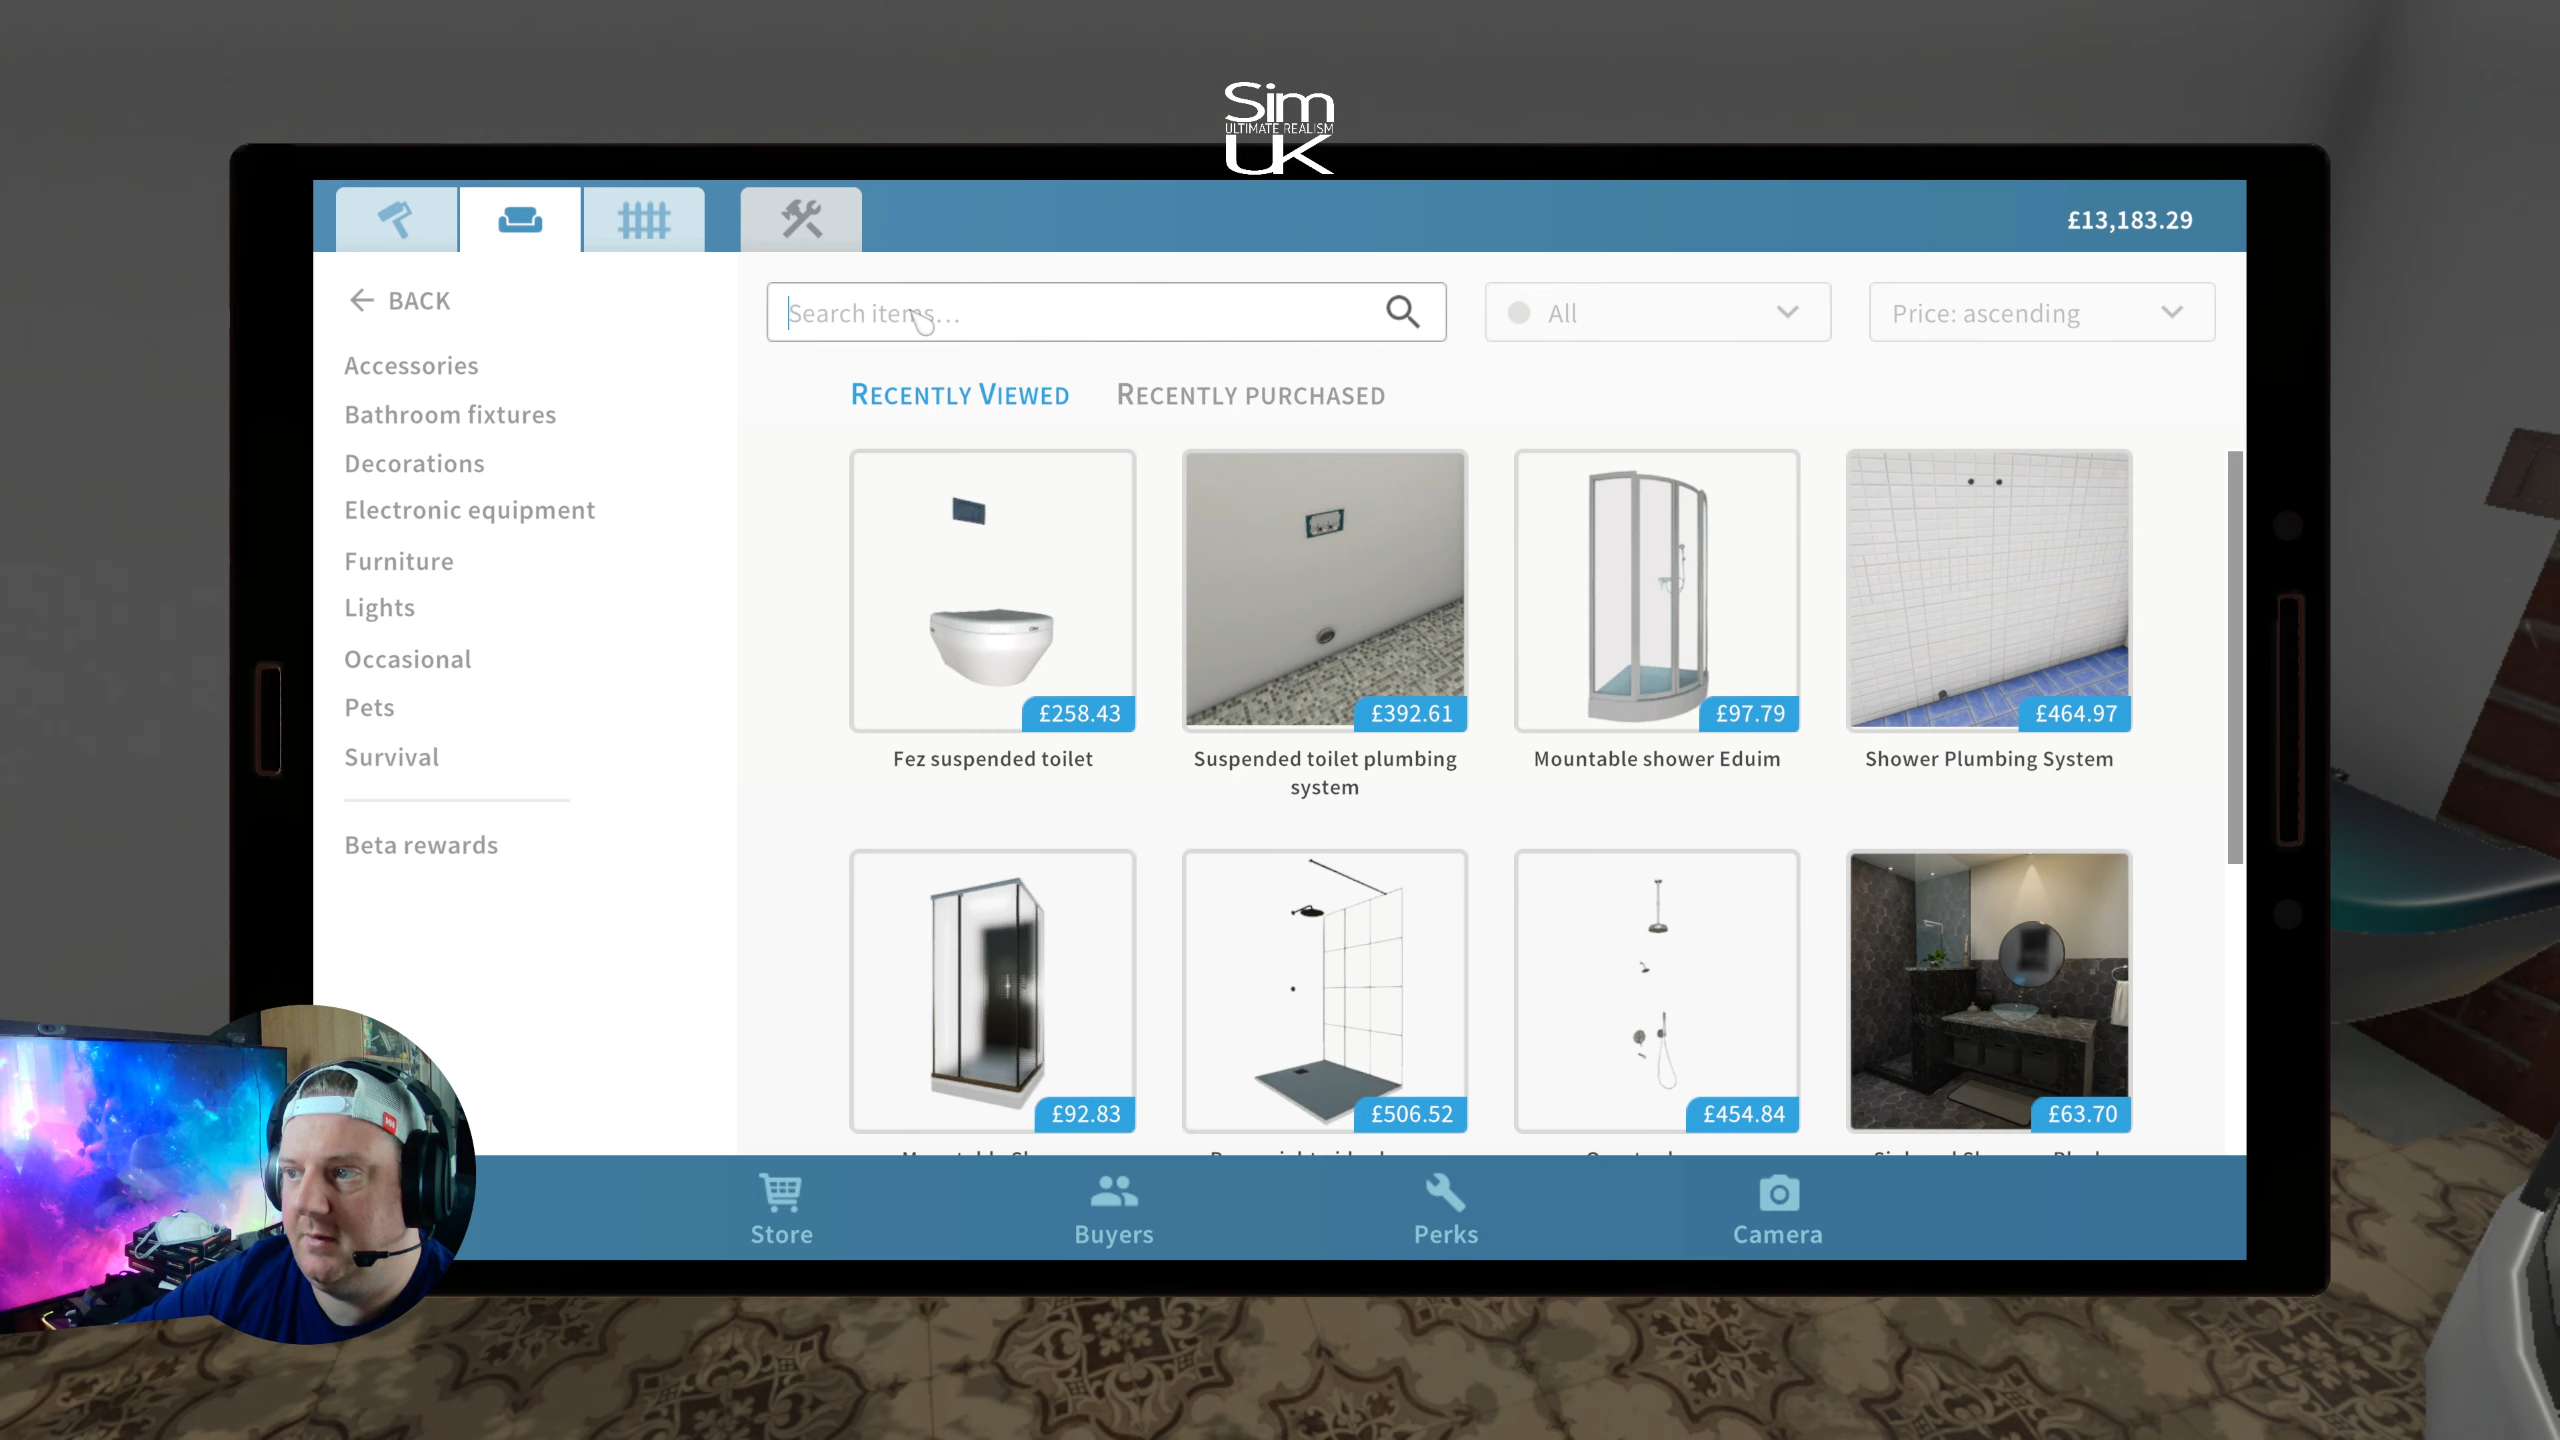 Sim
ULTIMATE REALISM
UK
£13,183.29
BACK
Search items...
All
Price: ascending
Accessories
Bathroom fixtures
Decorations
Electronic equipment
Furniture
Lights
Occasional
Pets
Survival
Beta rewards
RECENTLY VIEWED
RECENTLY PURCHASED
£258.43
£392.61
£97.79
£464.97
Fez suspended toilet
Suspended toilet plumbing
system
Mountable shower Eduim
Shower Plumbing System
£92.83
£506.52
£454.84
£63.70
Store
Buyers
Perks
Camera